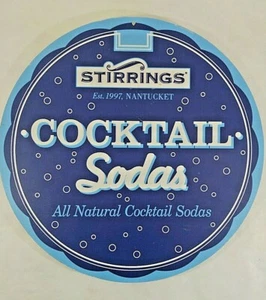 STIRRINGS
Est. 1997, NANTUCKET
·COCKTAIL·
Sodas
All Natural Cocktail Sodas